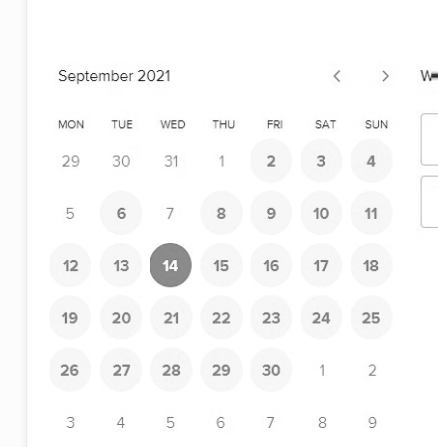 September 2021 < > W
MON TUE WED THU FRI SAT SUN
29 30 31 1 2 3 4
5 6 7 8 9 10 11
12 13 14 15 16 17 18
19 20 21 22 23 24 25
26 27 28 29 30 1 2
3 4 5 6 7 8 9